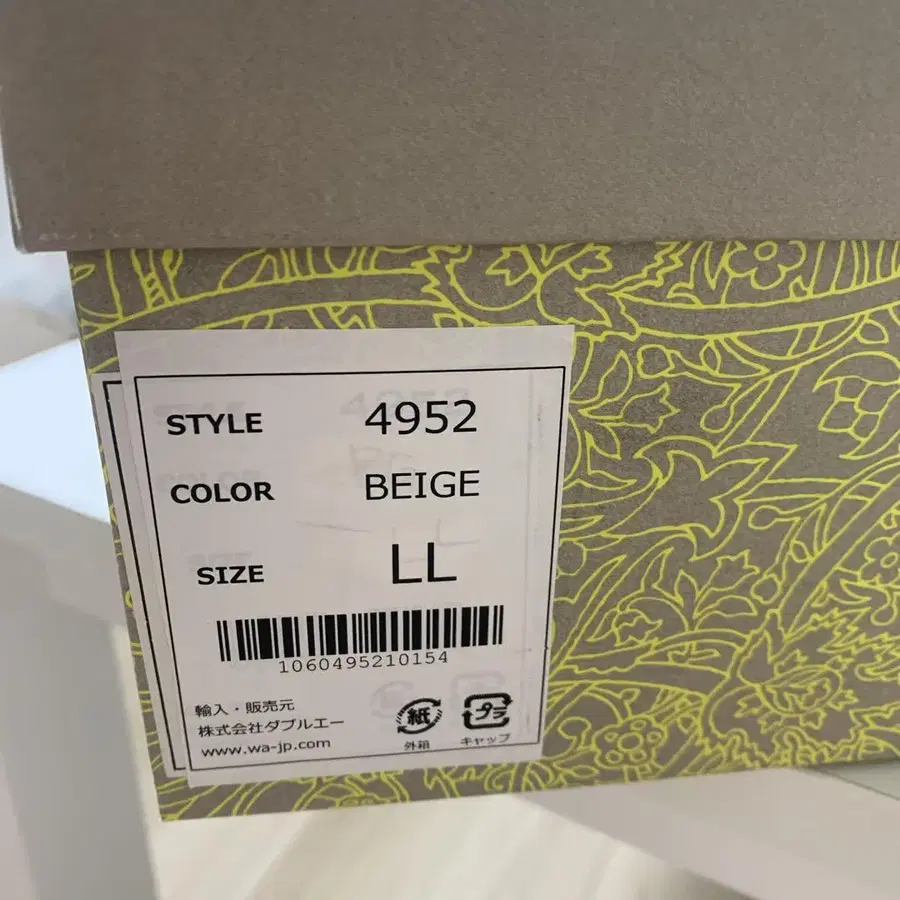 STYLE 4952
COLOR BEIGE
SIZE LL
1060495210154
輸入・販売元
株式会社ダブルエー
www.wa-jp.com
紙 プラ
外箱 キャップ